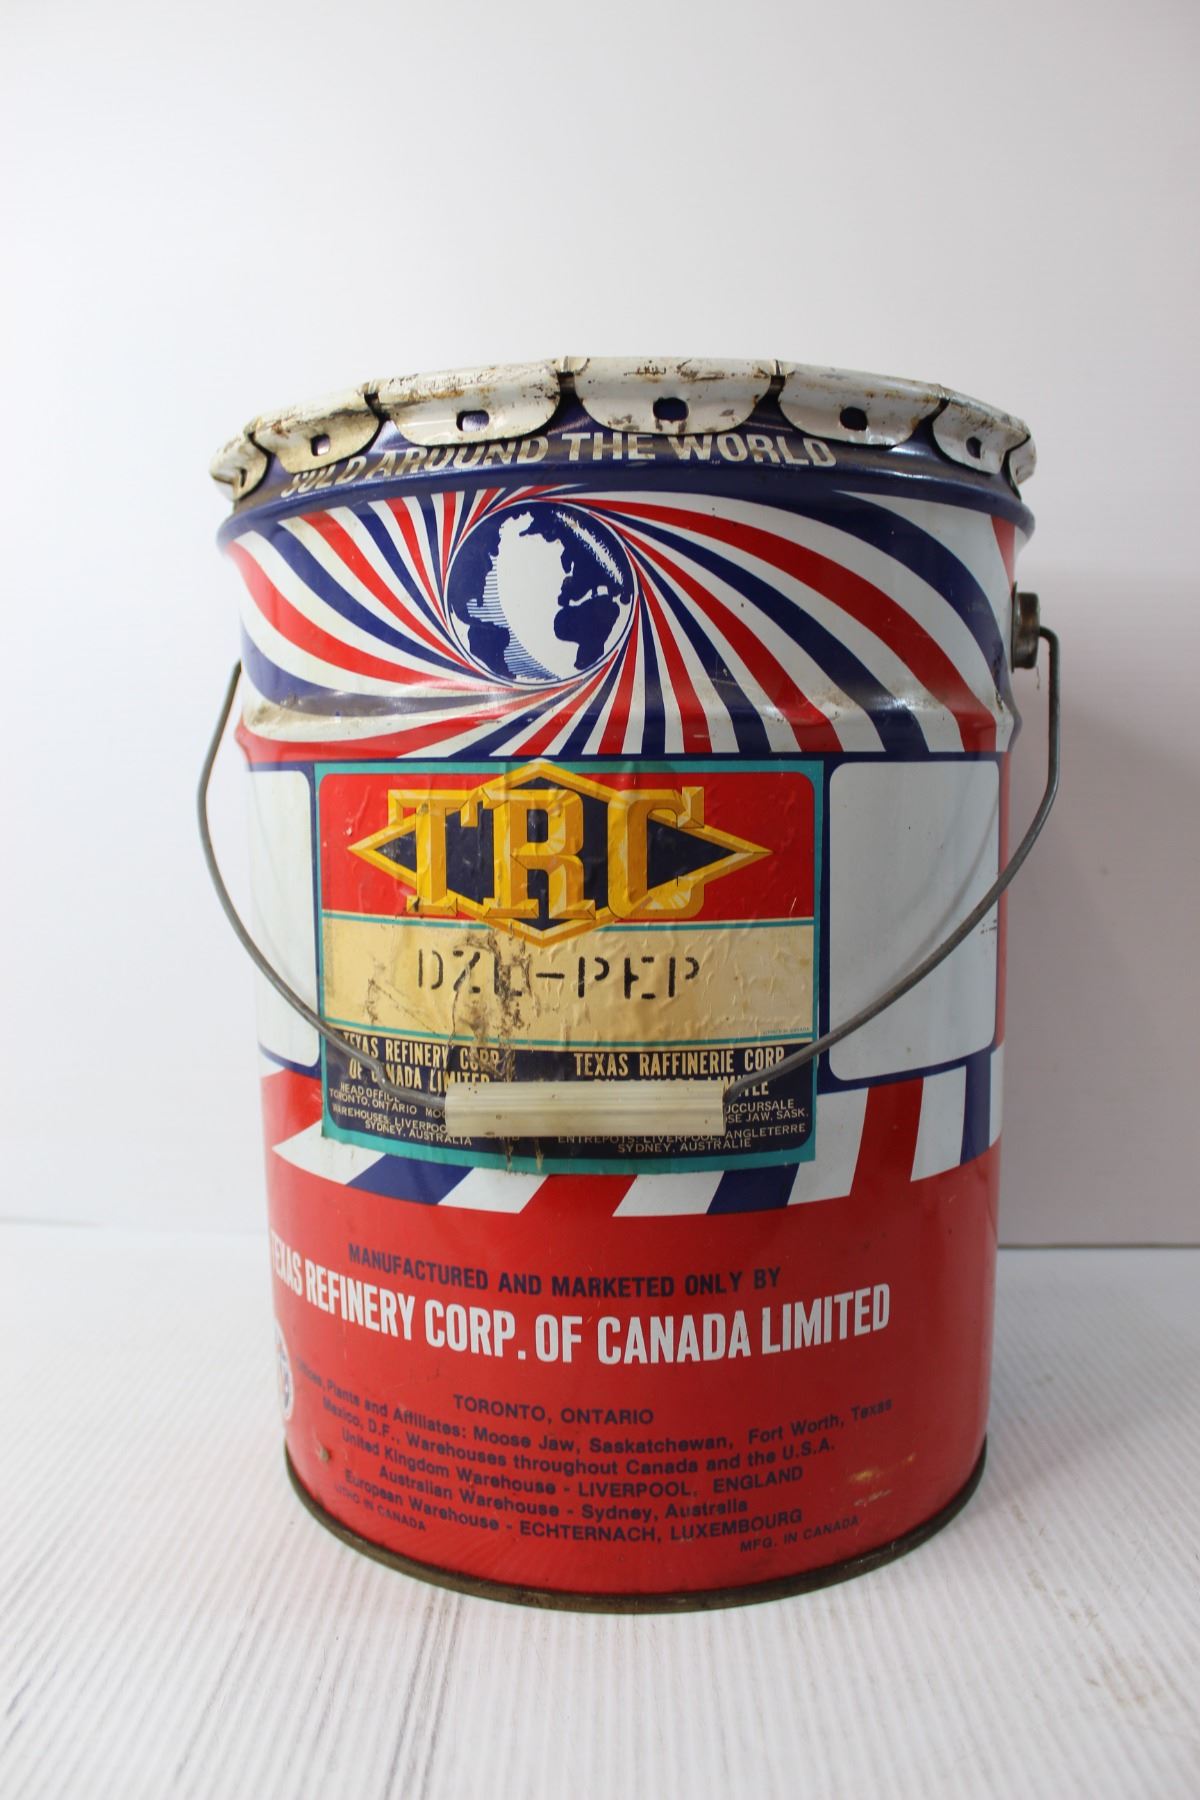 SOLD AROUND THE WORLD
TRC
DZL-PEP
TEXAS REFINERY CORP.
OF CANADA LIMITED
HEAD OFFICE
TORONTO, ONTARIO
WAREHOUSES: LIVERPOOL
SYDNEY, AUSTRALIA
TEXAS RAFFINERIE CORP.
JAW, SASK.
ENTREPOTS: LIVERPOOL, ANGLETERRE
SYDNEY, AUSTRALIE
MANUFACTURED AND MARKETED ONLY BY
TEXAS REFINERY CORP. OF CANADA LIMITED
TORONTO, ONTARIO
Offices, Plants and Affiliates: Moose Jaw, Saskatchewan, Fort Worth, Texas
Mexico, D.F., Warehouses throughout Canada and the U.S.A.
United Kingdom Warehouse - LIVERPOOL, ENGLAND
Australian Warehouse - Sydney, Australia
European Warehouse - ECHTERNACH, LUXEMBOURG
LITHO IN CANADA
MFG. IN CANADA